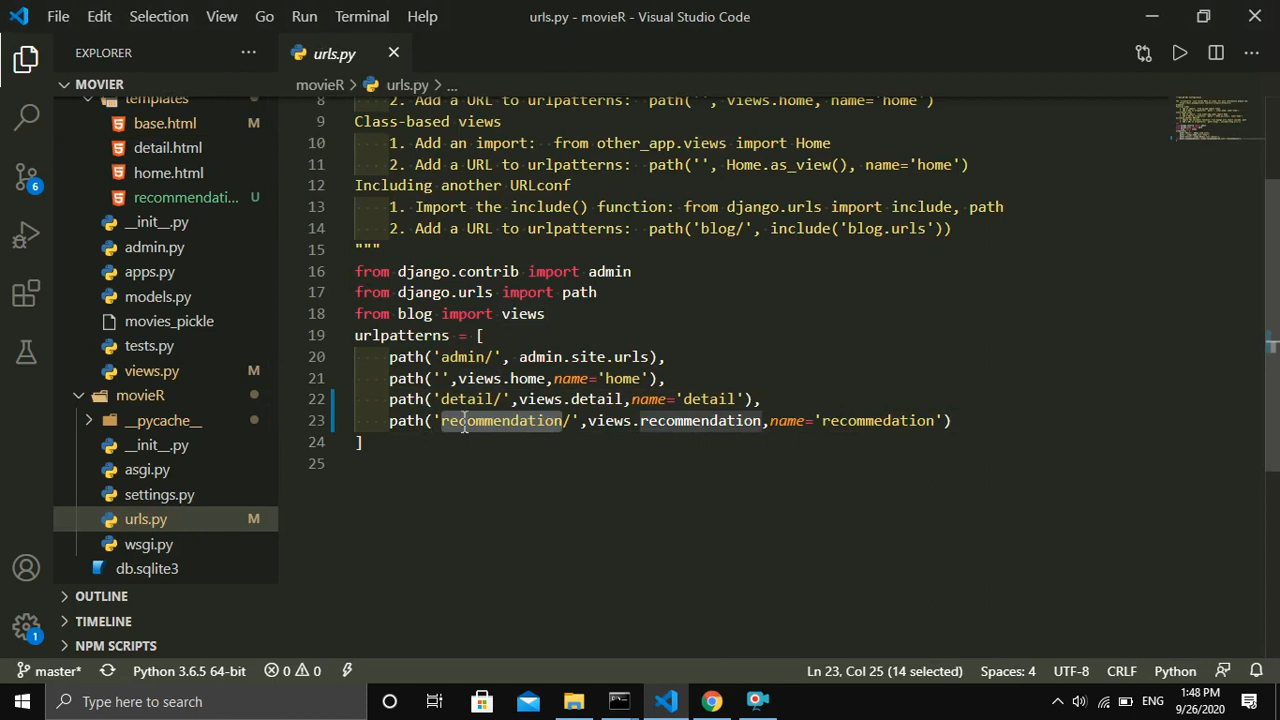 File Edit Selection View Go Run Terminal Help
urls.py - movieR - Visual Studio Code
EXPLORER
urls.py
MOVIER
movieR > urls.py > ...
templates
base.html M
detail.html
home.html
recommendati... U
__init__.py
admin.py
apps.py
models.py
movies_pickle
tests.py
views.py
movieR
__pycache__
__init__.py
asgi.py
settings.py
urls.py M
wsgi.py
db.sqlite3
OUTLINE
TIMELINE
NPM SCRIPTS
6
1
8 2. Add a URL to urlpatterns: path('', views.home, name='home')
9 Class-based views
10 1. Add an import: from other_app.views import Home
11 2. Add a URL to urlpatterns: path('', Home.as_view(), name='home')
12 Including another URLconf
13 1. Import the include() function: from django.urls import include, path
14 2. Add a URL to urlpatterns: path('blog/', include('blog.urls'))
15 """
16 from django.contrib import admin
17 from django.urls import path
18 from blog import views
19 urlpatterns = [
20 path('admin/', admin.site.urls),
21 path('',views.home,name='home'),
22 path('detail/',views.detail,name='detail'),
23 path('recommendation/',views.recommendation,name='recommedation')
24 ]
25
master* Python 3.6.5 64-bit 0 0 Ln 23, Col 25 (14 selected) Spaces: 4 UTF-8 CRLF Python
Type here to search
ENG
1:48 PM
9/26/2020